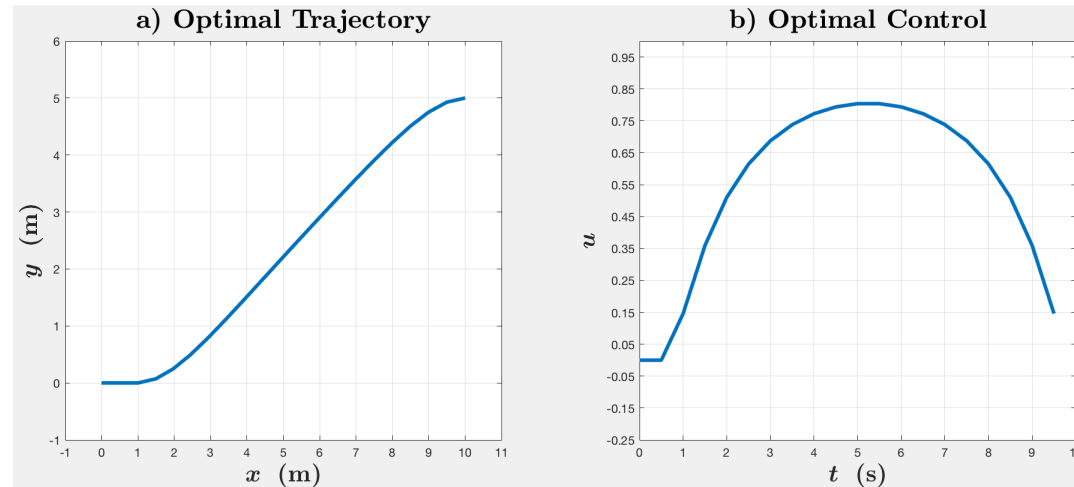 a) Optimal Trajectory
6
5
4
3
2
1
0
-1
y (m)
-1 0 1 2 3 4 5 6 7 8 9 10 11
x (m)
b) Optimal Control
0.95
0.85
0.75
0.65
0.55
0.45
0.35
0.25
0.15
0.05
-0.05
-0.15
-0.25
u
0 1 2 3 4 5 6 7 8 9 1
t (s)